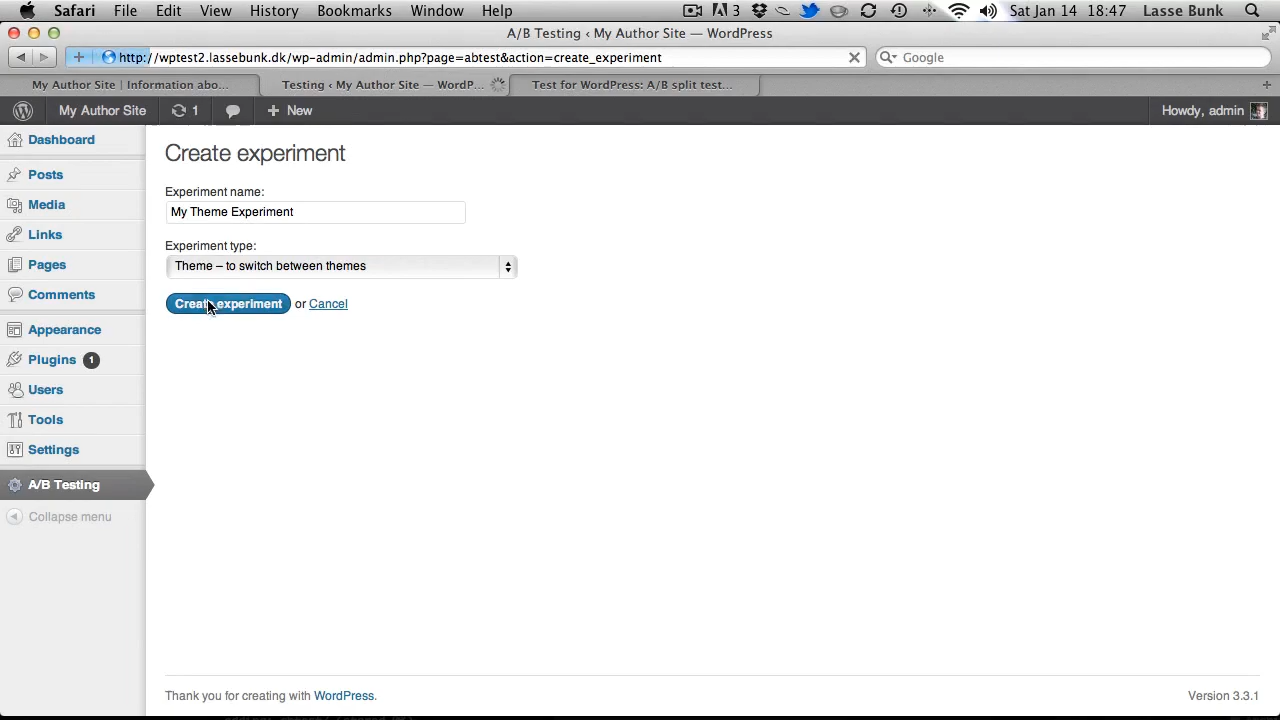 Safari File Edit View History Bookmarks Window Help 3 Sat Jan 14 18:47 Lasse Bunk
A/B Testing ‹ My Author Site — WordPress
http://wptest2.lassebunk.dk/wp-admin/admin.php?page=abtest&action=create_experiment
Google
My Author Site | Information abo...
Testing ‹ My Author Site — WordP...
Test for WordPress: A/B split test...
My Author Site 1 + New
Howdy, admin
Dashboard
Posts
Media
Links
Pages
Comments
Appearance
Plugins 1
Users
Tools
Settings
A/B Testing
Collapse menu
Create experiment
Experiment name:
My Theme Experiment
Experiment type:
Theme – to switch between themes
Create experiment or Cancel
Thank you for creating with WordPress.
Version 3.3.1